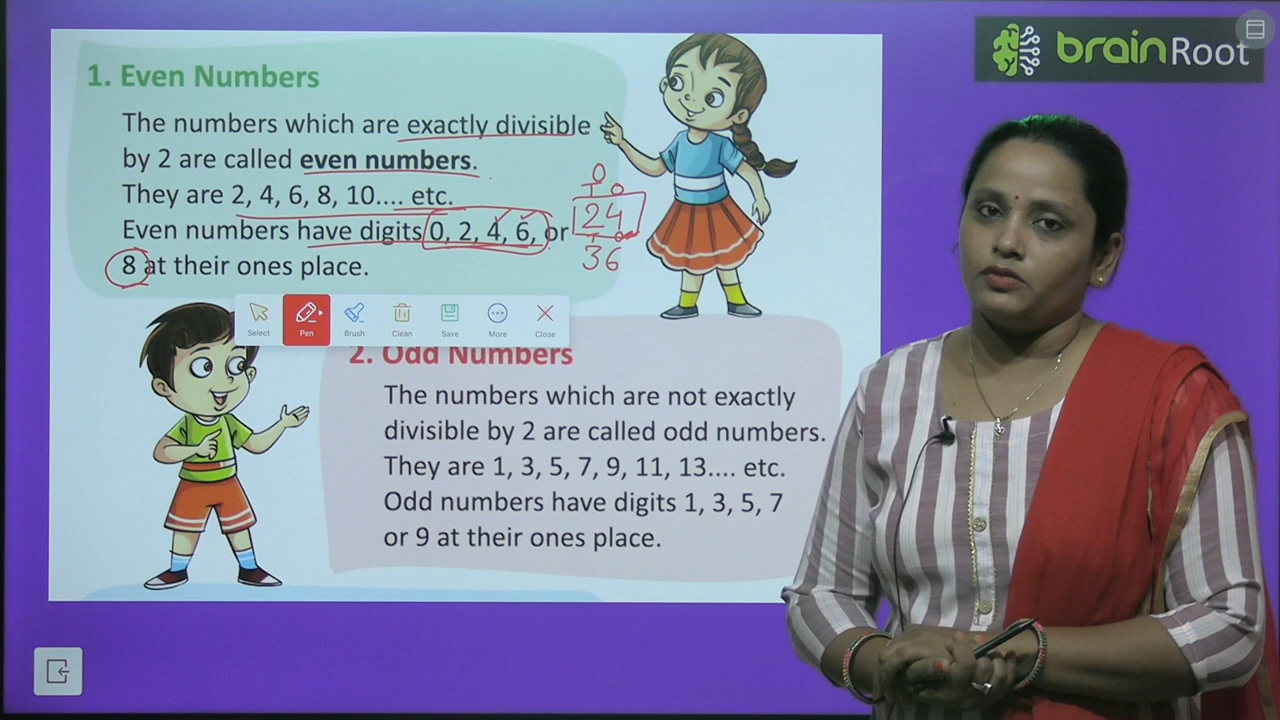 brainRoot
1. Even Numbers
The numbers which are exactly divisible
by 2 are called even numbers.
They are 2, 4, 6, 8, 10.... etc.
Even numbers have digits 0, 2, 4, 6, or
8 at their ones place.
T O
24
36
Select Pen Brush Clean Save More Close
2. Odd Numbers
The numbers which are not exactly
divisible by 2 are called odd numbers.
They are 1, 3, 5, 7, 9, 11, 13.... etc.
Odd numbers have digits 1, 3, 5, 7
or 9 at their ones place.